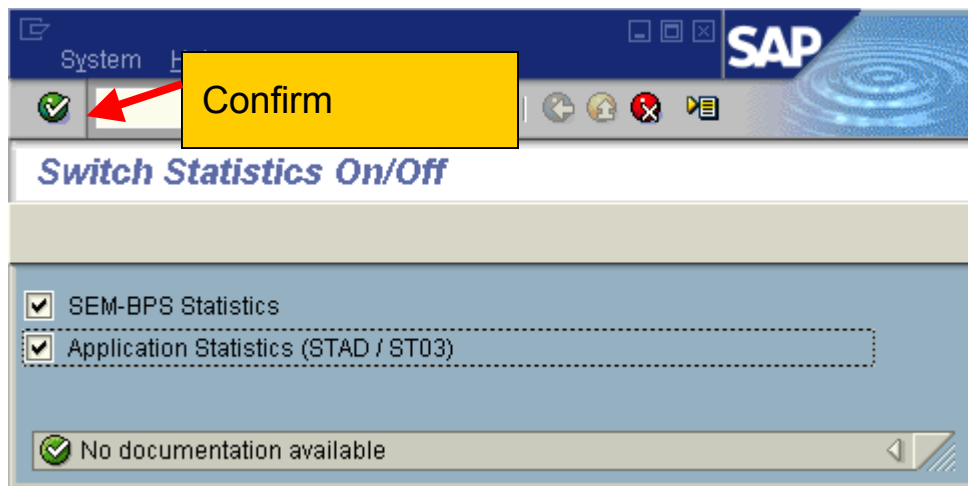 System
SAP
Confirm
Switch Statistics On/Off
SEM-BPS Statistics
Application Statistics (STAD / ST03)
No documentation available